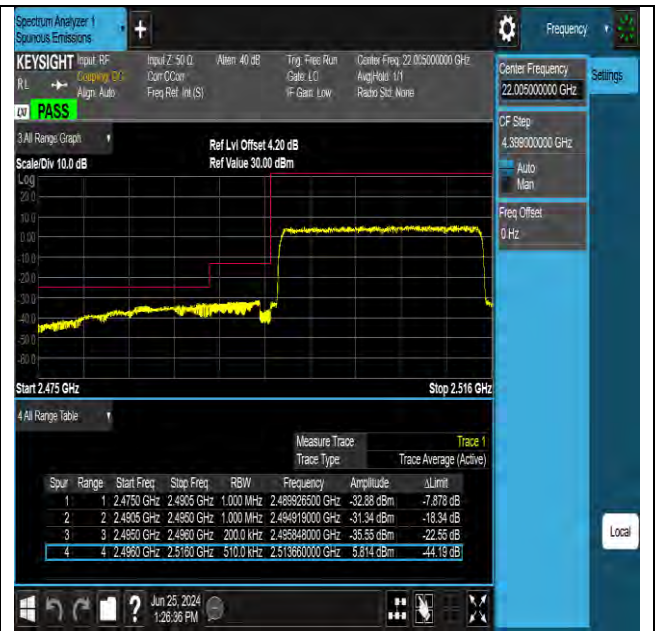 Spectrum Analyzer 1
Spurious Emissions
Frequency
KEYSIGHT
RL
Input: RF
Coupling: DC
Align: Auto
Input Z: 50 Ω
Corr CCorr
Freq Ref: Int (S)
Atten: 40 dB
Trig: Free Run
Gate: LO
IF Gain: Low
Center Freq: 22.005000000 GHz
Avg|Hold: 1/1
Radio Std: None
PASS
3 All Range Graph
Scale/Div 10.0 dB
Ref Lvl Offset 4.20 dB
Ref Value 30.00 dBm
Log
20.0
10.0
0.00
-10.0
-20.0
-30.0
-40.0
-50.0
-60.0
Start 2.475 GHz
Stop 2.516 GHz
4 All Range Table
Measure Trace Trace 1
Trace Type Trace Average (Active)
Spur Range Start Freq Stop Freq RBW Frequency Amplitude ΔLimit
1 1 2.4750 GHz 2.4905 GHz 1.000 MHz 2.489926500 GHz -32.88 dBm -7.878 dB
2 2 2.4905 GHz 2.4950 GHz 1.000 MHz 2.494919000 GHz -31.34 dBm -18.34 dB
3 3 2.4950 GHz 2.4960 GHz 200.0 kHz 2.495848000 GHz -35.55 dBm -22.55 dB
4 4 2.4960 GHz 2.5160 GHz 510.0 kHz 2.513660000 GHz 5.814 dBm -44.19 dB
Center Frequency
22.005000000 GHz
Settings
CF Step
4.399000000 GHz
Auto
Man
Freq Offset
0 Hz
Local
Jun 25, 2024
1:26:36 PM